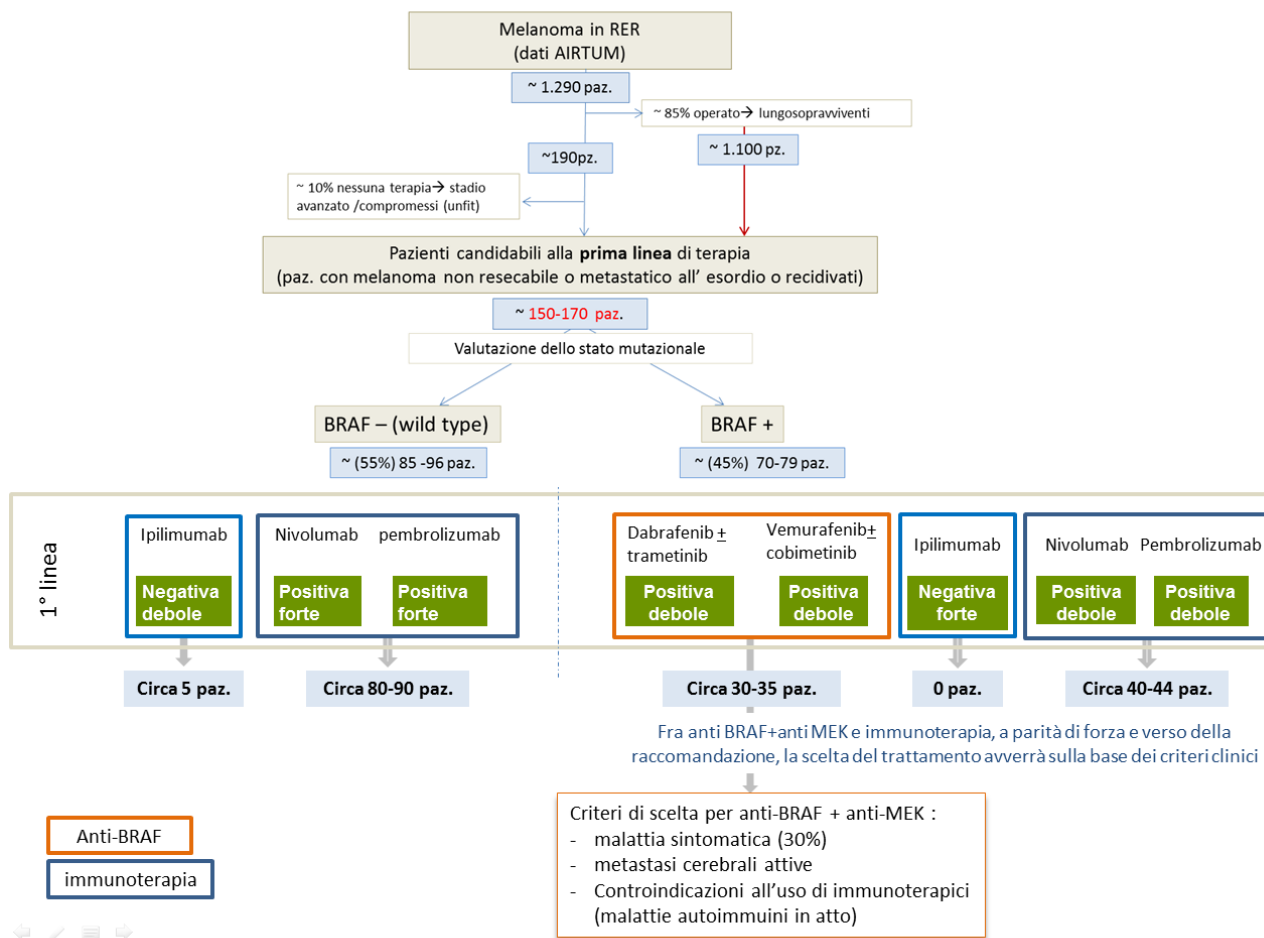 Melanoma in RER
(dati AIRTUM)
~ 1.290 paz.
~ 85% operato→ lungosopravviventi
~190pz.
~ 1.100 pz.
~ 10% nessuna terapia→ stadio
avanzato /compromessi (unfit)
Pazienti candidabili alla prima linea di terapia
(paz. con melanoma non resecabile o metastatico all’ esordio o recidivati)
~ 150-170 paz.
Valutazione dello stato mutazionale
BRAF – (wild type)
BRAF +
~ (55%) 85 -96 paz.
~ (45%) 70-79 paz.
1° linea
Ipilimumab
Negativa
debole
Nivolumab
Positiva
forte
pembrolizumab
Positiva
forte
Dabrafenib +
trametinib
Positiva
debole
Vemurafenib+
cobimetinib
Positiva
debole
Ipilimumab
Negativa
forte
Nivolumab
Positiva
debole
Pembrolizumab
Positiva
debole
Circa 5 paz.
Circa 80-90 paz.
Circa 30-35 paz.
0 paz.
Circa 40-44 paz.
Fra anti BRAF+anti MEK e immunoterapia, a parità di forza e verso della
raccomandazione, la scelta del trattamento avverrà sulla base dei criteri clinici
Criteri di scelta per anti-BRAF + anti-MEK :
- malattia sintomatica (30%)
- metastasi cerebrali attive
- Controindicazioni all’uso di immunoterapici
(malattie autoimmuini in atto)
Anti-BRAF
immunoterapia